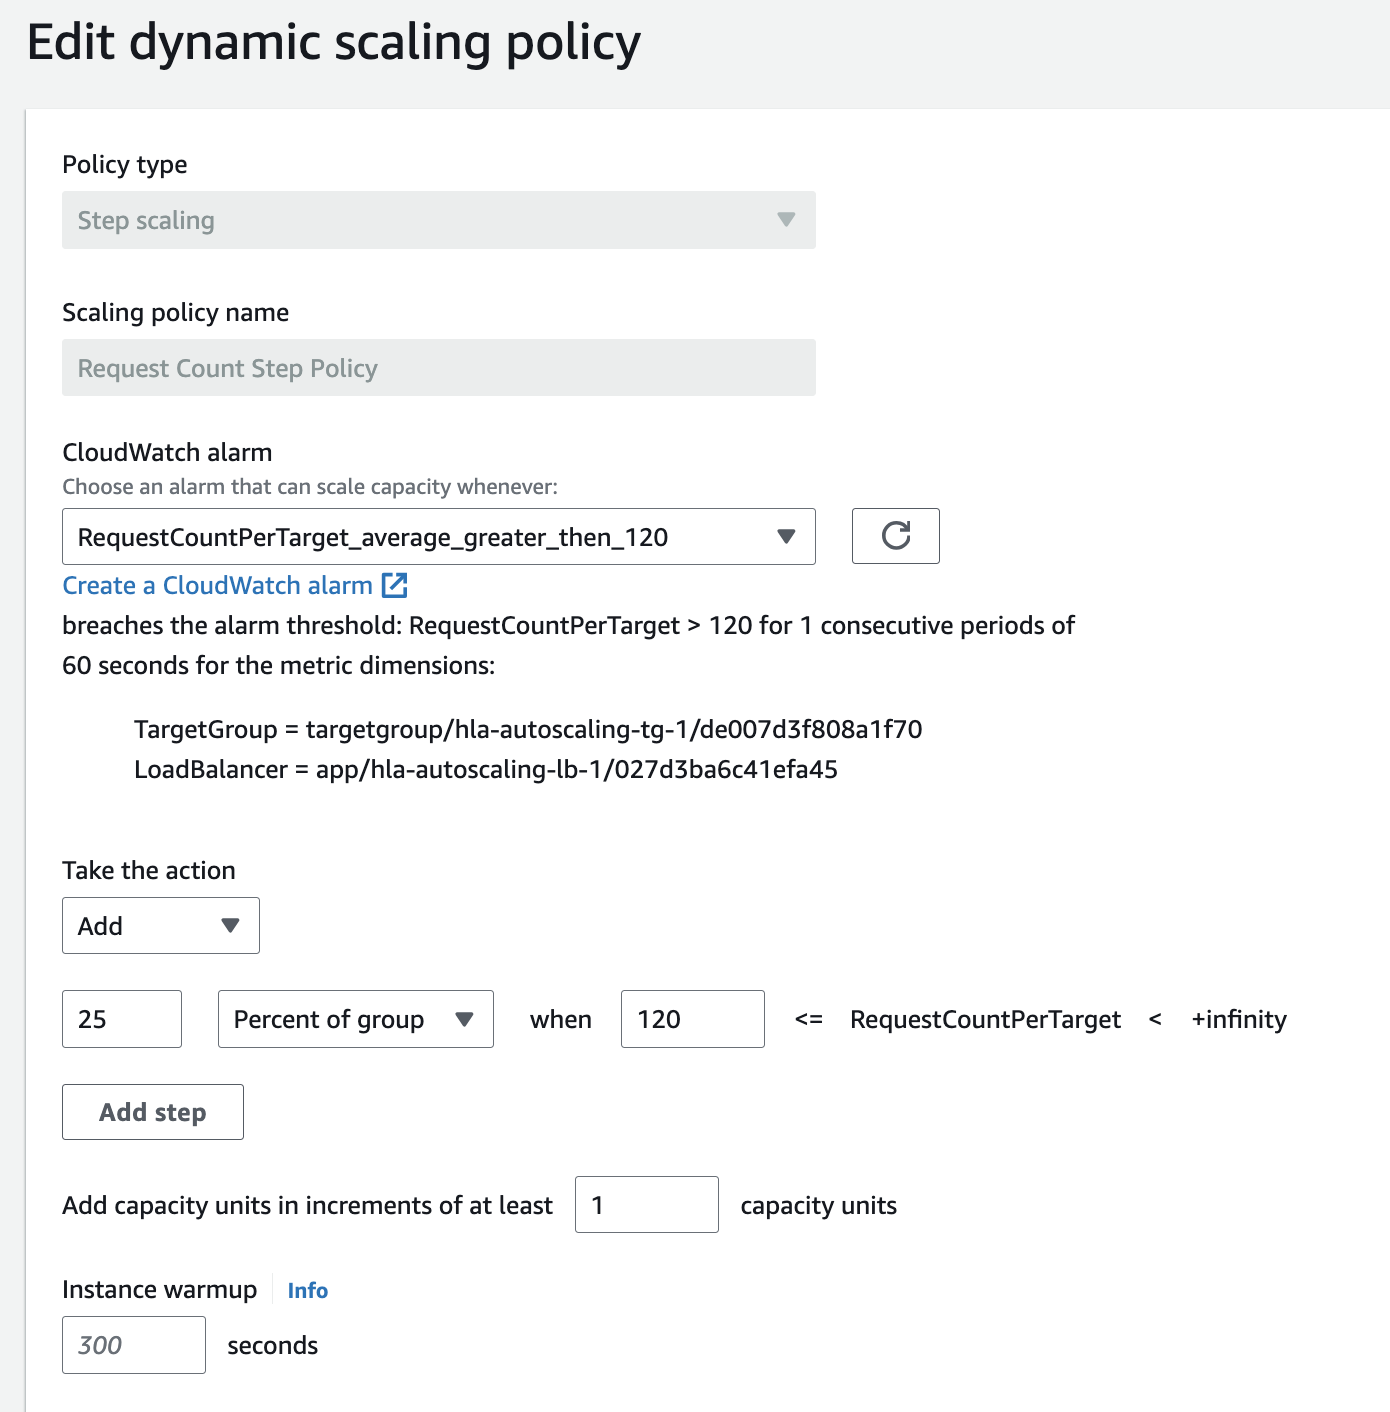 Edit dynamic scaling policy
Policy type
Step scaling
Scaling policy name
Request Count Step Policy
CloudWatch alarm
Choose an alarm that can scale capacity whenever:
RequestCountPerTarget_average_greater_then_120
Create a CloudWatch alarm
breaches the alarm threshold: RequestCountPerTarget > 120 for 1 consecutive periods of
60 seconds for the metric dimensions:
TargetGroup = targetgroup/hla-autoscaling-tg-1/de007d3f808a1f70
LoadBalancer = app/hla-autoscaling-lb-1/027d3ba6c41efa45
Take the action
Add
25 Percent of group when 120 <= RequestCountPerTarget < +infinity
Add step
Add capacity units in increments of at least 1 capacity units
Instance warmup Info
300 seconds